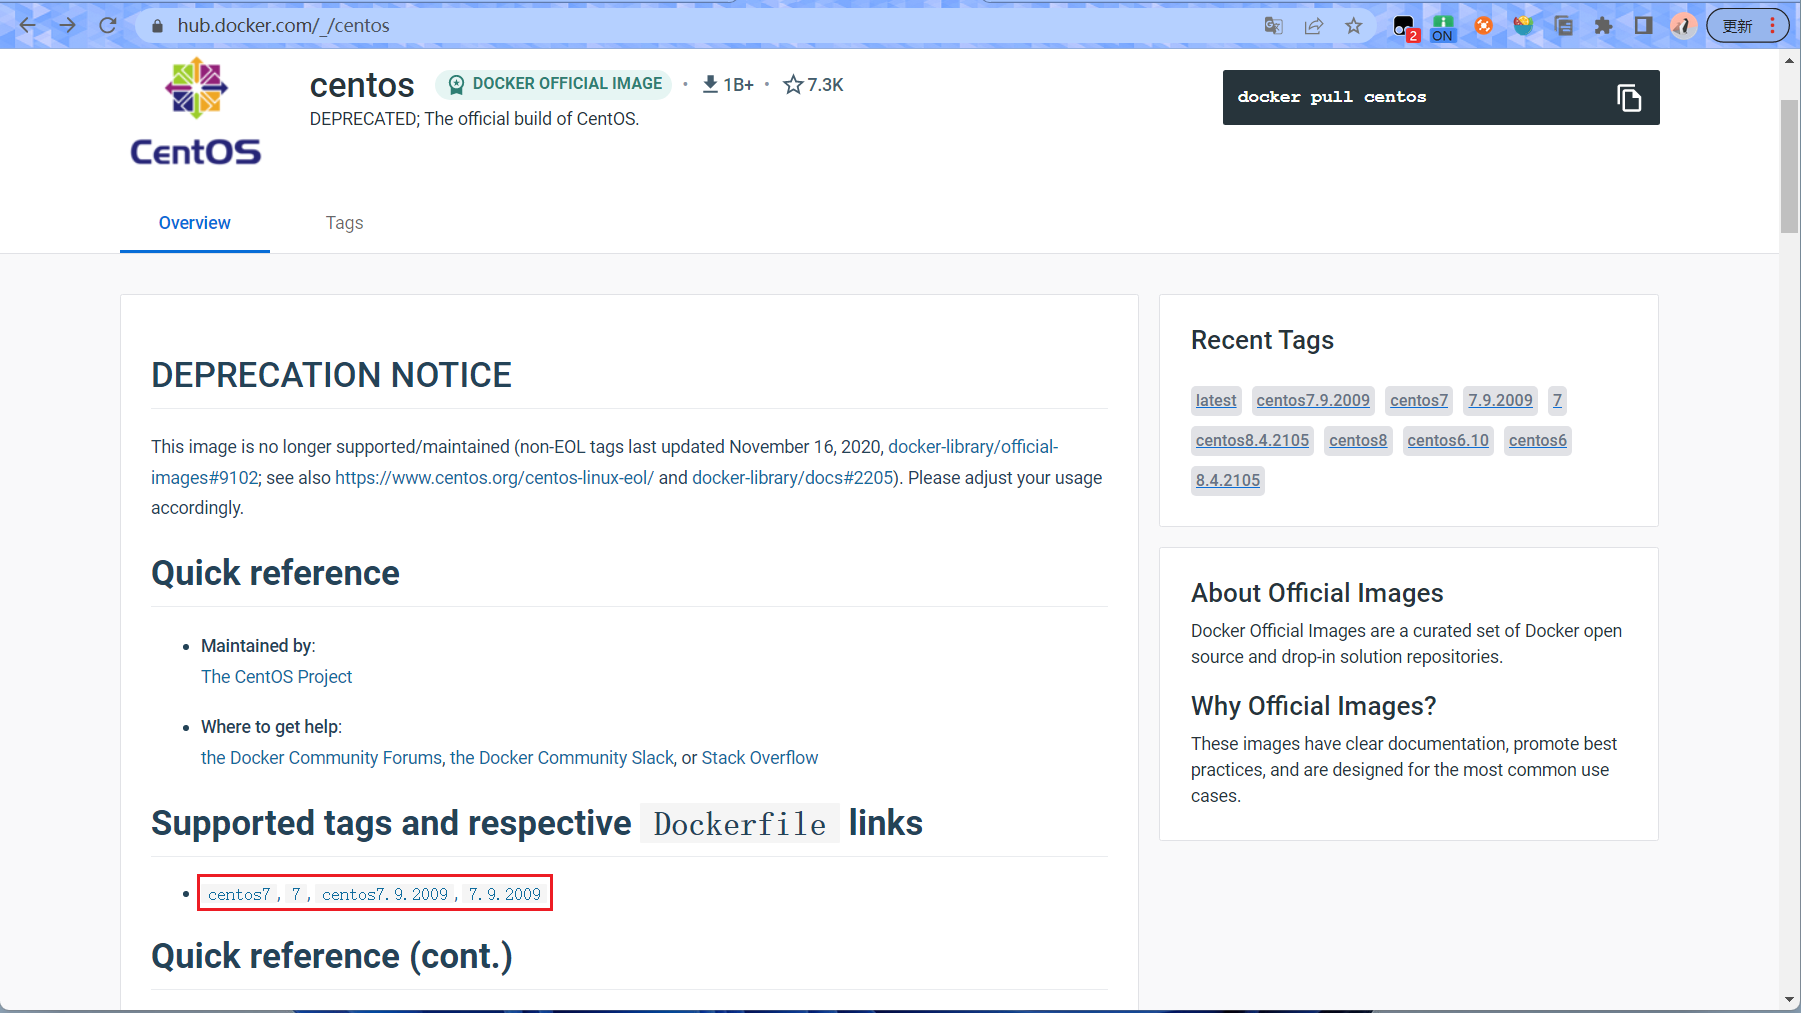 hub.docker.com/_/centos
2
ON
更新
CentOS
centos DOCKER OFFICIAL IMAGE • 1B+ • 7.3K
DEPRECATED; The official build of CentOS.
docker pull centos
Overview
Tags
DEPRECATION NOTICE
This image is no longer supported/maintained (non-EOL tags last updated November 16, 2020, docker-library/official-
images#9102; see also https://www.centos.org/centos-linux-eol/ and docker-library/docs#2205). Please adjust your usage
accordingly.
Quick reference
• Maintained by:
The CentOS Project
• Where to get help:
the Docker Community Forums, the Docker Community Slack, or Stack Overflow
Supported tags and respective Dockerfile links
• centos7, 7, centos7.9.2009, 7.9.2009
Quick reference (cont.)
Recent Tags
latest centos7.9.2009 centos7 7.9.2009 7
centos8.4.2105 centos8 centos6.10 centos6
8.4.2105
About Official Images
Docker Official Images are a curated set of Docker open
source and drop-in solution repositories.
Why Official Images?
These images have clear documentation, promote best
practices, and are designed for the most common use
cases.